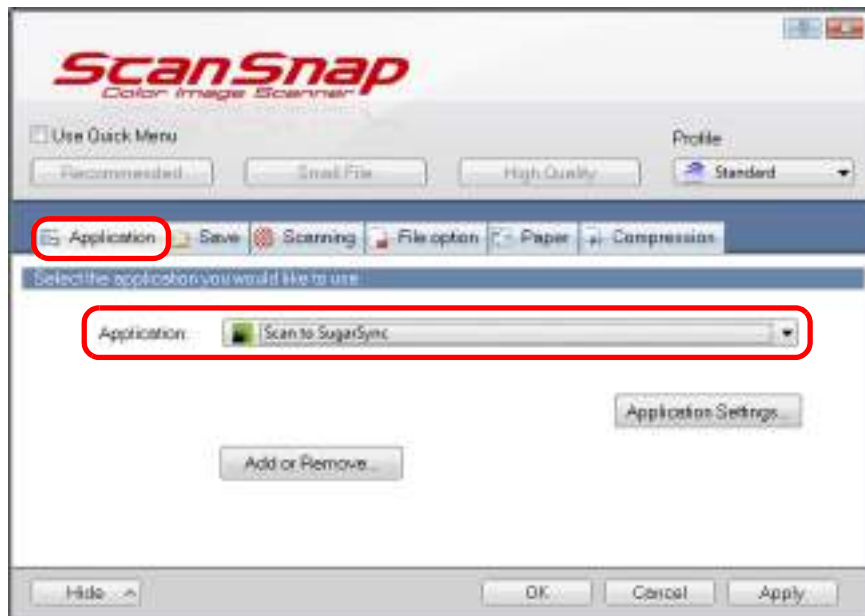 ScanSnap
Color Image Scanner
Use Quick Menu
Profile
Recommended
Small File
High Quality
Standard
Application
Save
Scanning
File option
Paper
Compression
Select the application you would like to use.
Application:
Scan to SugarSync
Application Settings...
Add or Remove...
Hide
OK
Cancel
Apply